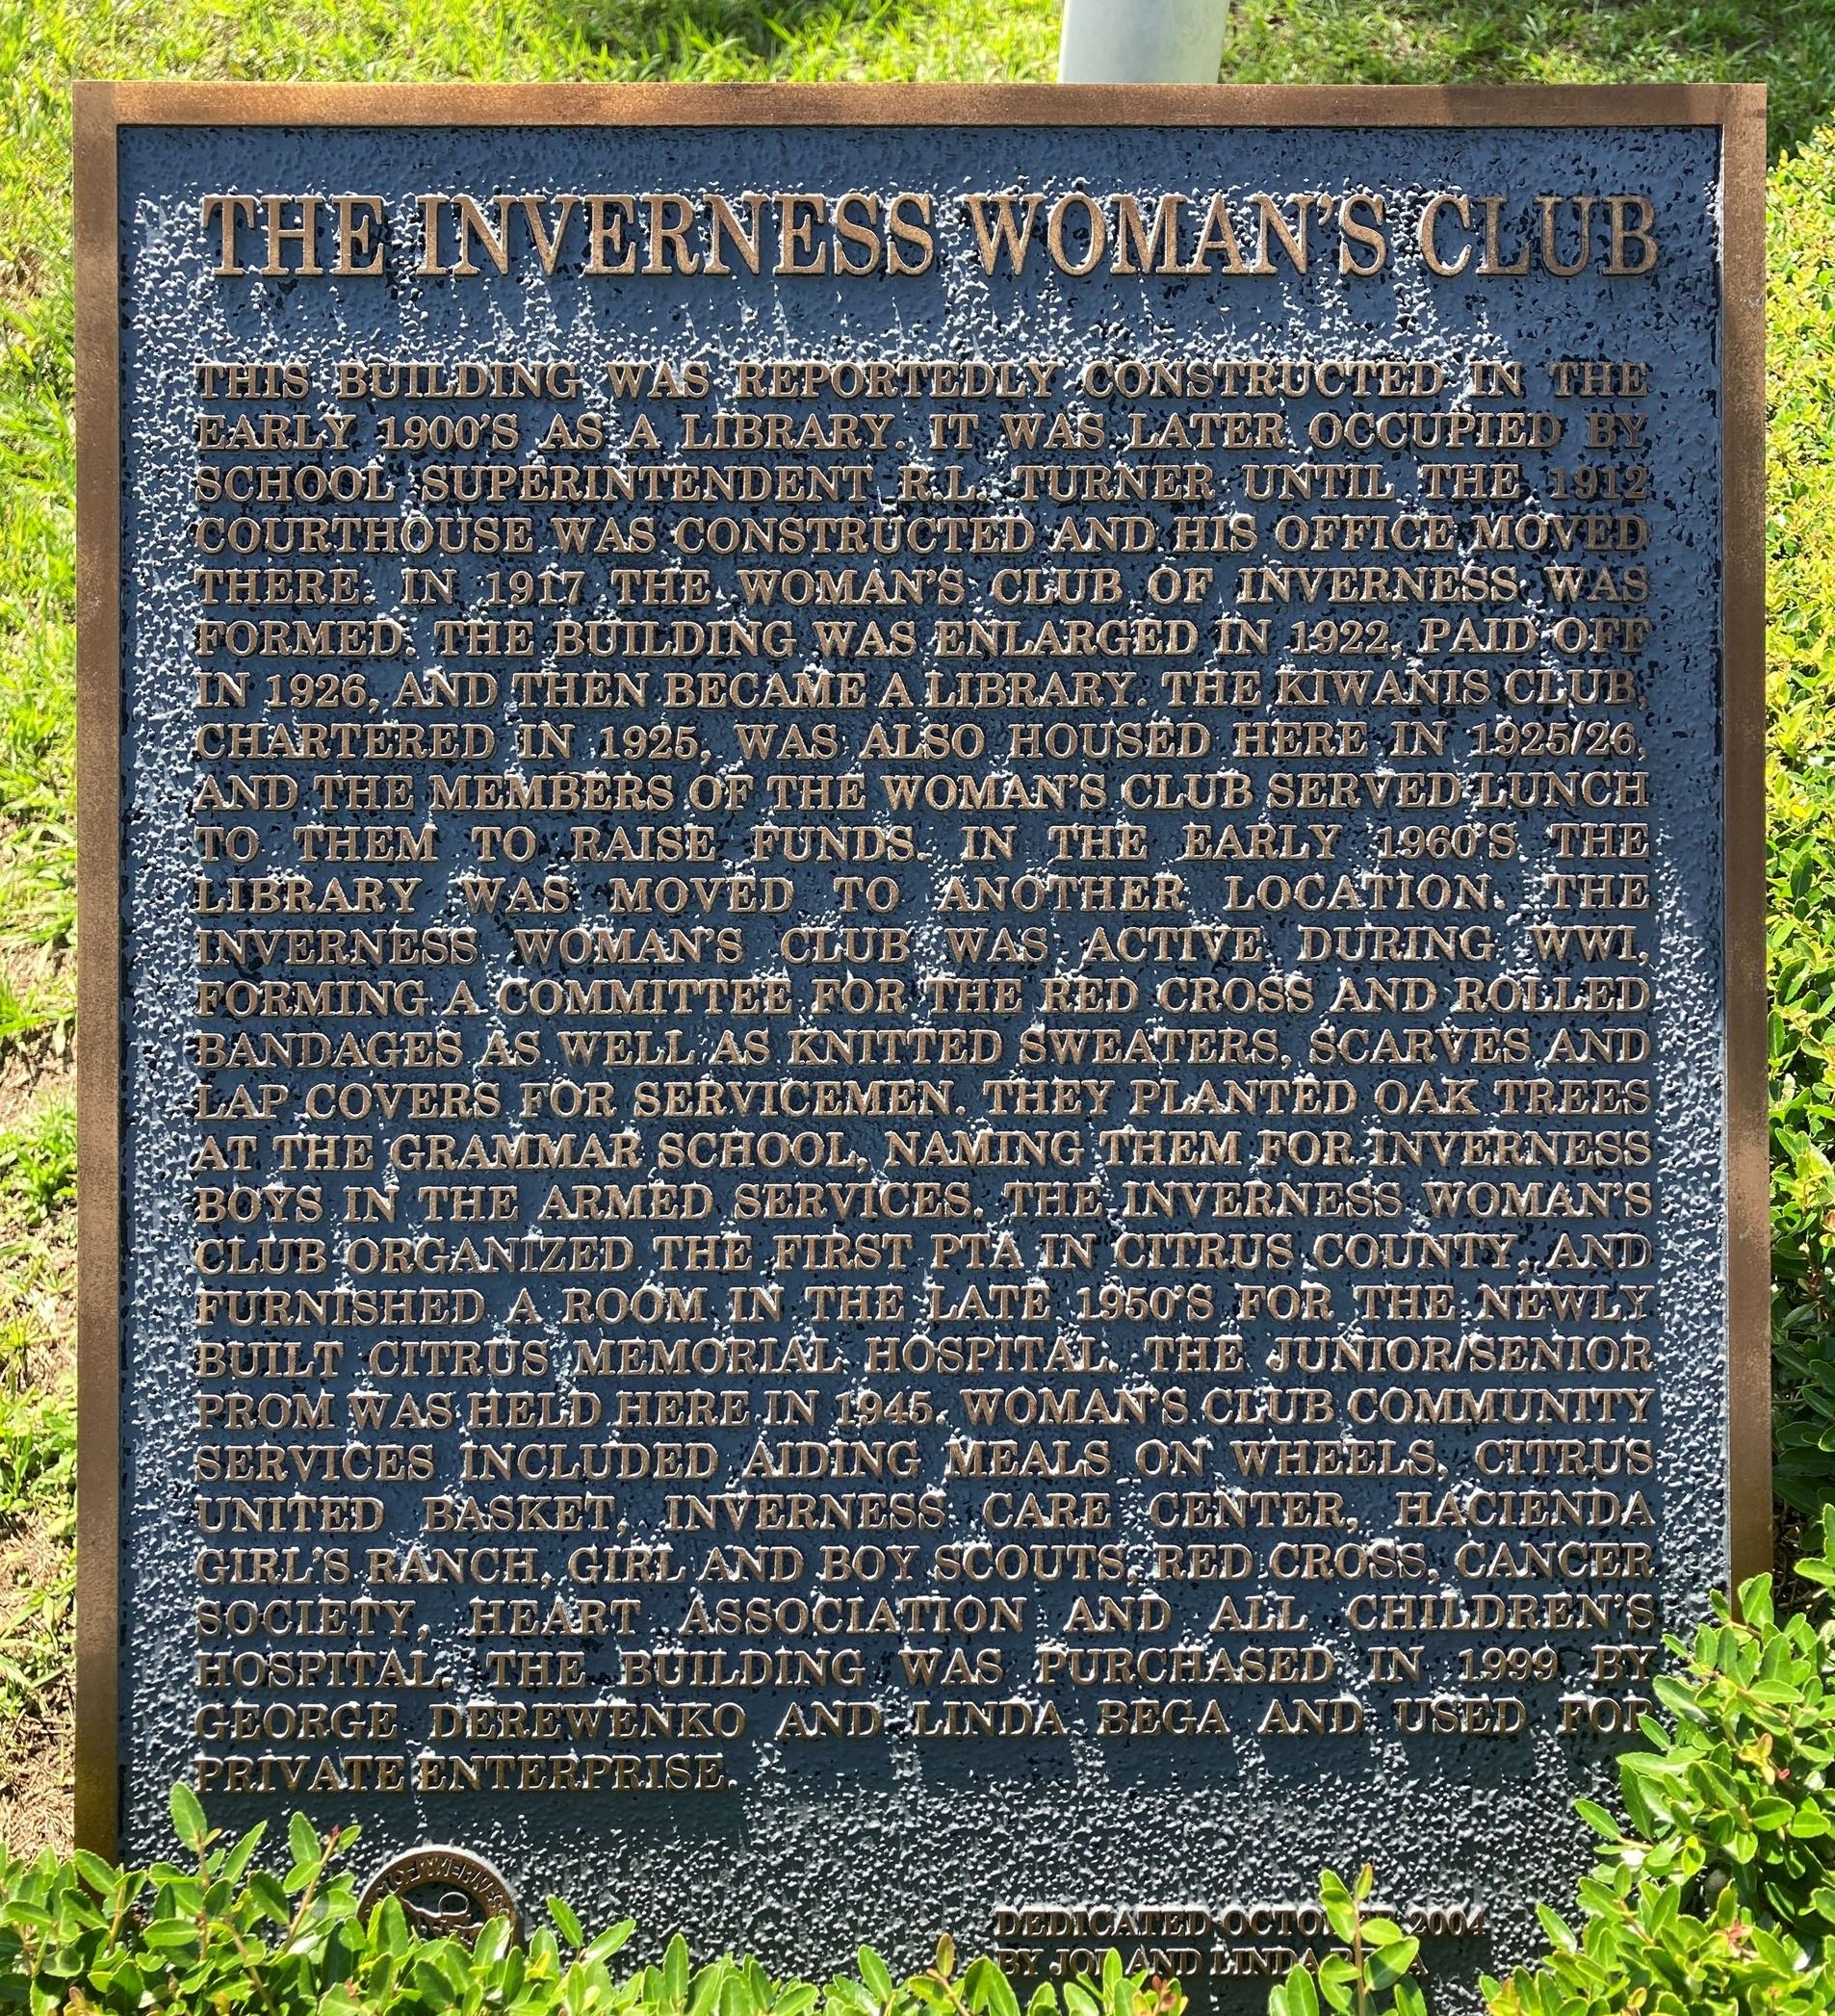 THE INVERNESS WOMAN'S CLUB
THIS BUILDING WAS REPORTEDLY CONSTRUCTED IN THE
EARLY 1900'S AS A LIBRARY. IT WAS LATER OCCUPIED BY
SCHOOL SUPERINTENDENT R.L. TURNER UNTIL THE 1912
COURTHOUSE WAS CONSTRUCTED AND HIS OFFICE MOVED
THERE. IN 1917 THE WOMAN'S CLUB OF INVERNESS WAS
FORMED. THE BUILDING WAS ENLARGED IN 1922, PAID OFF
IN 1926, AND THEN BECAME A LIBRARY. THE KIWANIS CLUB,
CHARTERED IN 1925, WAS ALSO HOUSED HERE IN 1925/26,
AND THE MEMBERS OF THE WOMAN'S CLUB SERVED LUNCH
TO THEM TO RAISE FUNDS. IN THE EARLY 1960'S THE
LIBRARY WAS MOVED TO ANOTHER LOCATION. THE
INVERNESS WOMAN'S CLUB WAS ACTIVE DURING WWI,
FORMING A COMMITTEE FOR THE RED CROSS AND ROLLED
BANDAGES AS WELL AS KNITTED SWEATERS, SCARVES AND
LAP COVERS FOR SERVICEMEN. THEY PLANTED OAK TREES
AT THE GRAMMAR SCHOOL, NAMING THEM FOR INVERNESS
BOYS IN THE ARMED SERVICES. THE INVERNESS WOMAN'S
CLUB ORGANIZED THE FIRST PTA IN CITRUS COUNTY, AND
FURNISHED A ROOM IN THE LATE 1950'S FOR THE NEWLY
BUILT CITRUS MEMORIAL HOSPITAL. THE JUNIOR/SENIOR
PROM WAS HELD HERE IN 1945. WOMAN'S CLUB COMMUNITY
SERVICES INCLUDED AIDING MEALS ON WHEELS, CITRUS
UNITED BASKET, INVERNESS CARE CENTER, HACIENDA
GIRL'S RANCH, GIRL AND BOY SCOUTS, RED CROSS, CANCER
SOCIETY, HEART ASSOCIATION AND ALL CHILDREN'S
HOSPITAL. THE BUILDING WAS PURCHASED IN 1999 BY
GEORGE DEREWENKO AND LINDA BEGA AND USED FOR
PRIVATE ENTERPRISE.
DEDICATED 2004
BY AND LINDA